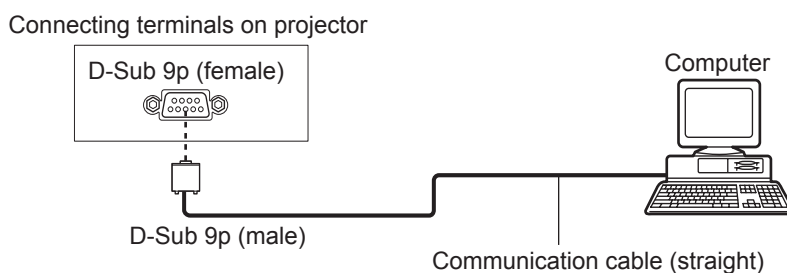 Connecting terminals on projector
D-Sub 9p (female)
Computer
D-Sub 9p (male)
Communication cable (straight)